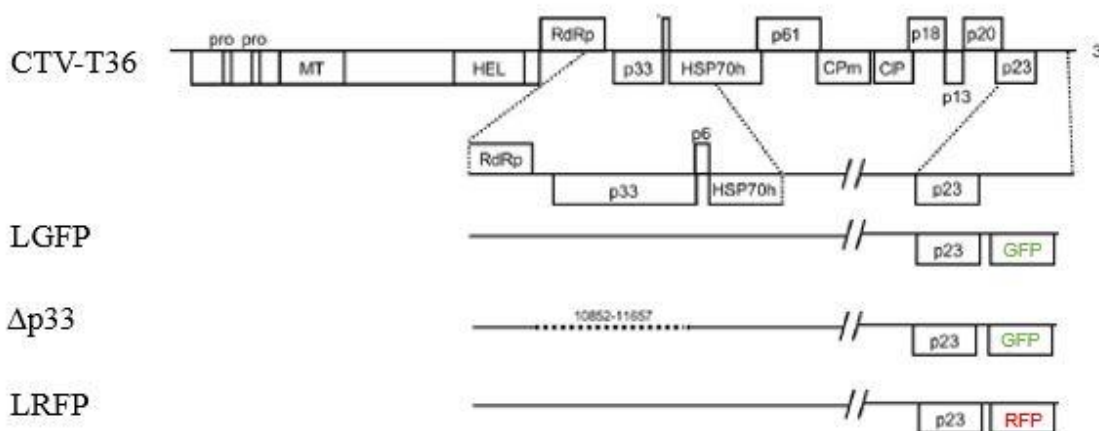 pro pro RdRp p61 p18 p20
CTV-T36 MT HEL p33 HSP70h CPm CP p23 3
p13
p6
RdRp
p33 HSP70h p23
LGFP
p23 GFP
Δp33 10852-11657
p23 GFP
LRFP
p23 RFP